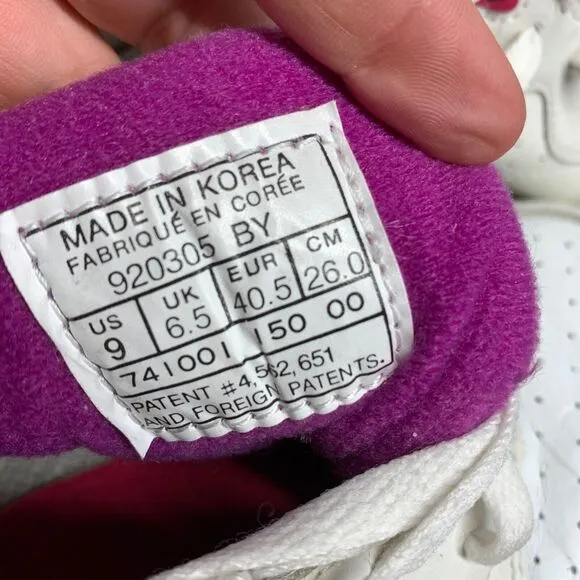 MADE IN KOREA
FABRIQUÉ EN CORÉE
920305 BY
US UK EUR CM
9 6.5 40.5 26.0
741001 150 00
PATENT #4,562,651
AND FOREIGN PATENTS.